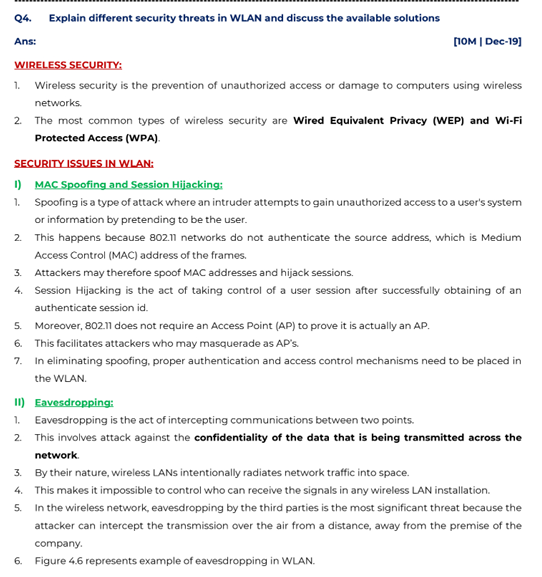 Q4. Explain different security threats in WLAN and discuss the available solutions
Ans: [10M | Dec-19]
WIRELESS SECURITY:
1. Wireless security is the prevention of unauthorized access or damage to computers using wireless
networks.
2. The most common types of wireless security are Wired Equivalent Privacy (WEP) and Wi-Fi
Protected Access (WPA).
SECURITY ISSUES IN WLAN:
I) MAC Spoofing and Session Hijacking:
1. Spoofing is a type of attack where an intruder attempts to gain unauthorized access to a user's system
or information by pretending to be the user.
2. This happens because 802.11 networks do not authenticate the source address, which is Medium
Access Control (MAC) address of the frames.
3. Attackers may therefore spoof MAC addresses and hijack sessions.
4. Session Hijacking is the act of taking control of a user session after successfully obtaining of an
authenticate session id.
5. Moreover, 802.11 does not require an Access Point (AP) to prove it is actually an AP.
6. This facilitates attackers who may masquerade as AP's.
7. In eliminating spoofing, proper authentication and access control mechanisms need to be placed in
the WLAN.
II) Eavesdropping:
1. Eavesdropping is the act of intercepting communications between two points.
2. This involves attack against the confidentiality of the data that is being transmitted across the
network.
3. By their nature, wireless LANs intentionally radiates network traffic into space.
4. This makes it impossible to control who can receive the signals in any wireless LAN installation.
5. In the wireless network, eavesdropping by the third parties is the most significant threat because the
attacker can intercept the transmission over the air from a distance, away from the premise of the
company.
6. Figure 4.6 represents example of eavesdropping in WLAN.